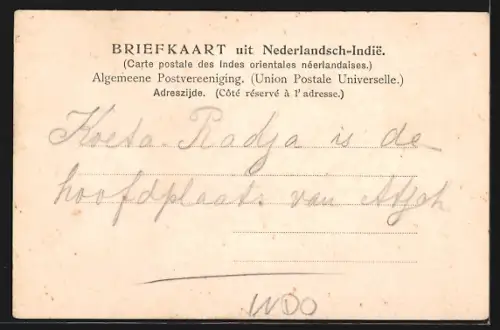 BRIEFKAART uit Nederlandsch-Indië.
(Carte postale des Indes orientales néerlandaises.)
Algemeene Postvereeniging. (Union Postale Universelle.)
Adreszijde. (Côté réservé à l'adresse.)
Koeta-Radja is de
hoofdplaats van Atjeh
INDO